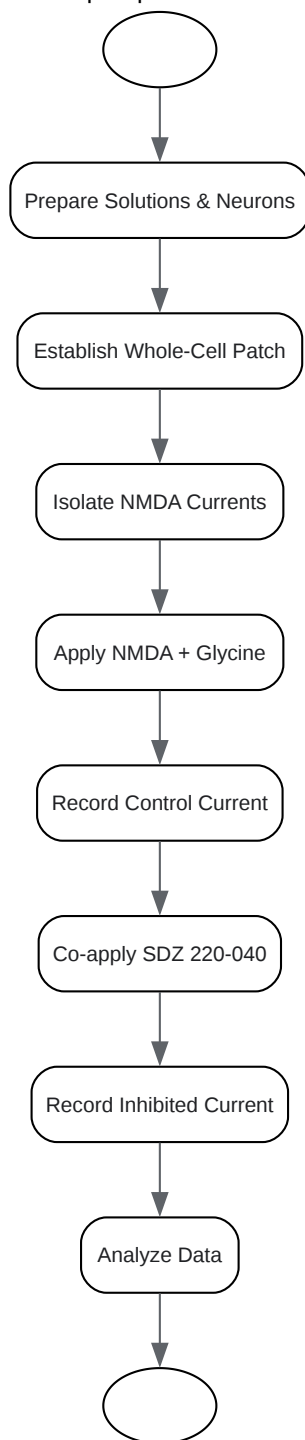 Prepare Solutions & Neurons
Establish Whole-Cell Patch
Isolate NMDA Currents
Apply NMDA + Glycine
Record Control Current
Co-apply SDZ 220-040
Record Inhibited Current
Analyze Data